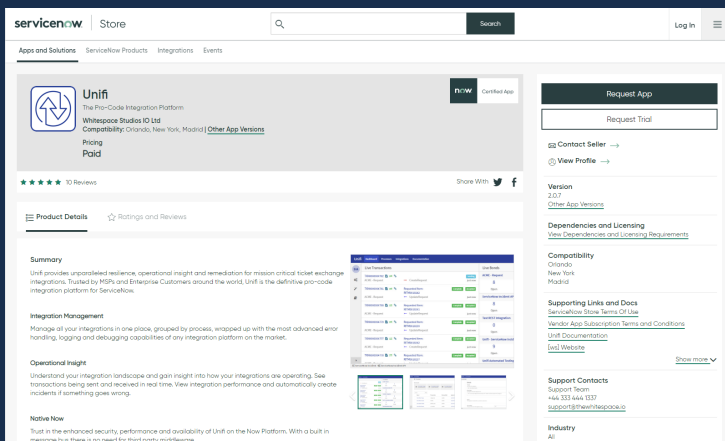 servicenow Store
Search
Log In
Apps and Solutions ServiceNow Products Integrations Events
Unifi
The Pro-Code Integration Platform
Whitespace Studios IO Ltd
Compatibility: Orlando, New York, Madrid | Other App Versions
Pricing
Paid
now Certified App
10 Reviews
Share With
Product Details Ratings and Reviews
Summary
Unifi provides unparalleled resilience, operational insight and remediation for mission critical ticket exchange
integrations. Trusted by MSPs and Enterprise Customers around the world, Unifi is the definitive pro-code
integration platform for ServiceNow.
Integration Management
Manage all your integrations in one place, grouped by process, wrapped up with the most advanced error
handling, logging and debugging capabilities of any integration platform on the market.
Operational Insight
Understand your integration landscape and gain insight into how your integrations are operating. See
transactions being sent and received in real time. View integration performance and automatically create
incidents if something goes wrong.
Native Now
Trust in the enhanced security, performance and availability of Unifi on the Now Platform. With a built in
message bus there is no need for third party middleware.
Unifi
Request App
Request Trial
Contact Seller
View Profile
Version
2.0.7
Other App Versions
Dependencies and Licensing
View Dependencies and Licensing Requirements
Compatibility
Orlando
New York
Madrid
Supporting Links and Docs
ServiceNow Store Terms Of Use
Vendor App Subscription Terms and Conditions
Unifi Documentation
[ws] Website
Show more
Support Contacts
Support Team
+44 333 444 1337
support@thewhitespace.io
Industry
All